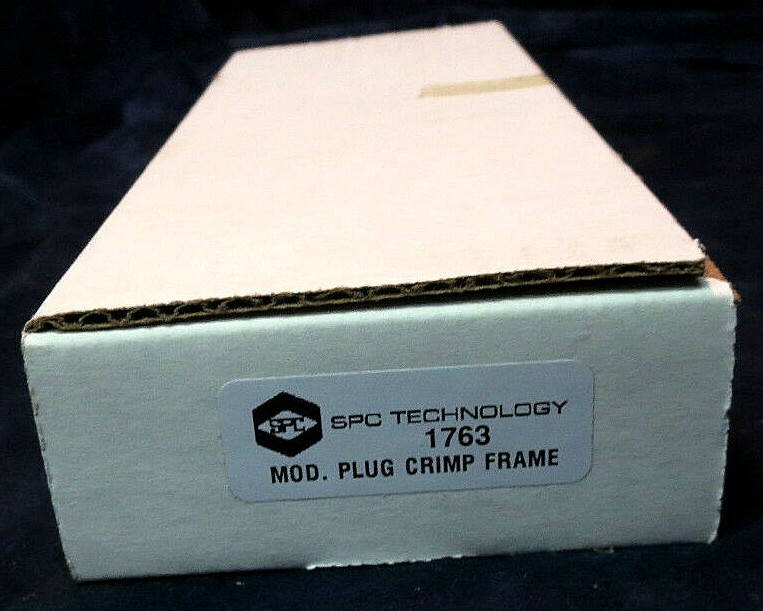 SPC SPC TECHNOLOGY
1763
MOD. PLUG CRIMP FRAME